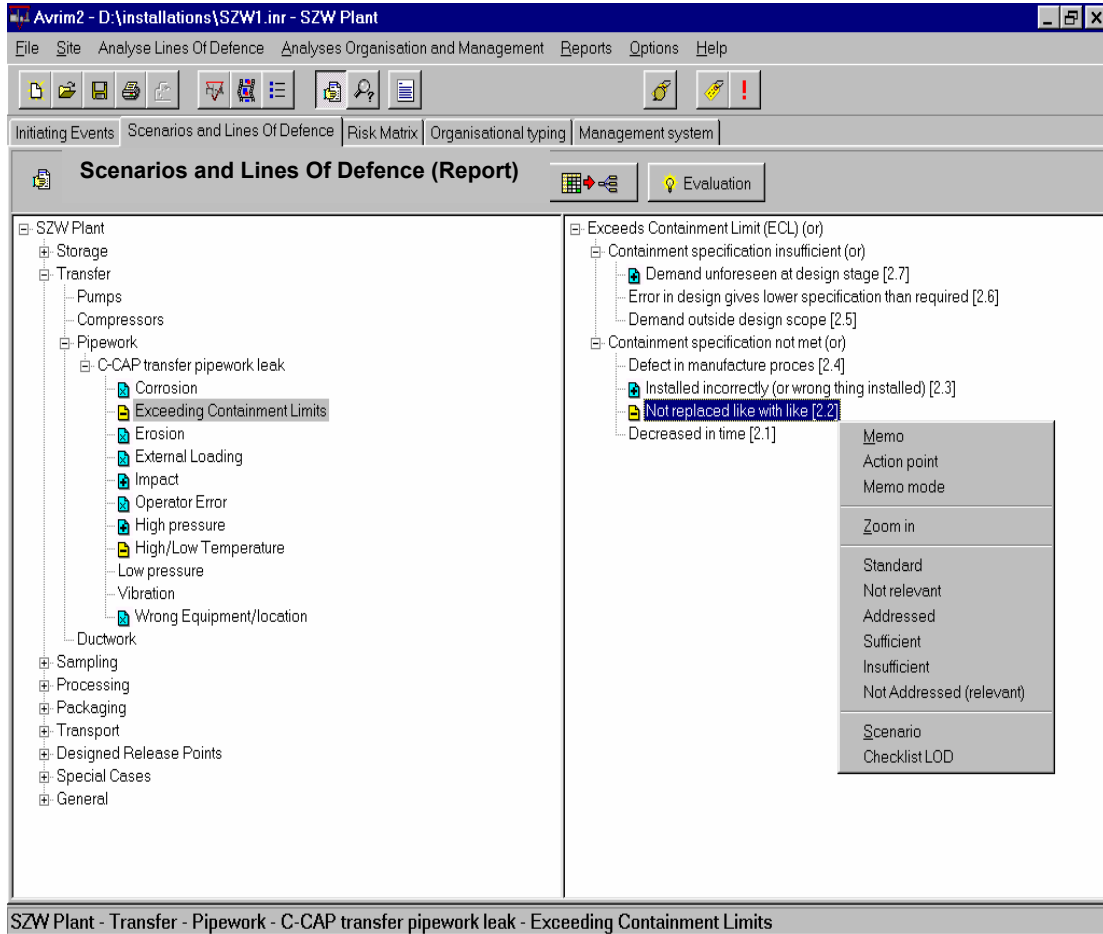 Avrim2 - D:\installations\SZW1.inr - SZW Plant
File Site Analyse Lines Of Defence Analyses Organisation and Management Reports Options Help
Initiating Events Scenarios and Lines Of Defence Risk Matrix Organisational typing Management system
Scenarios and Lines Of Defence (Report) Evaluation
SZW Plant
Storage
Transfer
Pumps
Compressors
Pipework
C-CAP transfer pipework leak
Corrosion
Exceeding Containment Limits
Erosion
External Loading
Impact
Operator Error
High pressure
High/Low Temperature
Low pressure
Vibration
Wrong Equipment/location
Ductwork
Sampling
Processing
Packaging
Transport
Designed Release Points
Special Cases
General
Exceeds Containment Limit (ECL) (or)
Containment specification insufficient (or)
Demand unforeseen at design stage [2.7]
Error in design gives lower specification than required [2.6]
Demand outside design scope [2.5]
Containment specification not met (or)
Defect in manufacture proces [2.4]
Installed incorrectly (or wrong thing installed) [2.3]
Not replaced like with like [2.2]
Decreased in time [2.1]
Memo
Action point
Memo mode
Zoom in
Standard
Not relevant
Addressed
Sufficient
Insufficient
Not Addressed (relevant)
Scenario
Checklist LOD
SZW Plant - Transfer - Pipework - C-CAP transfer pipework leak - Exceeding Containment Limits